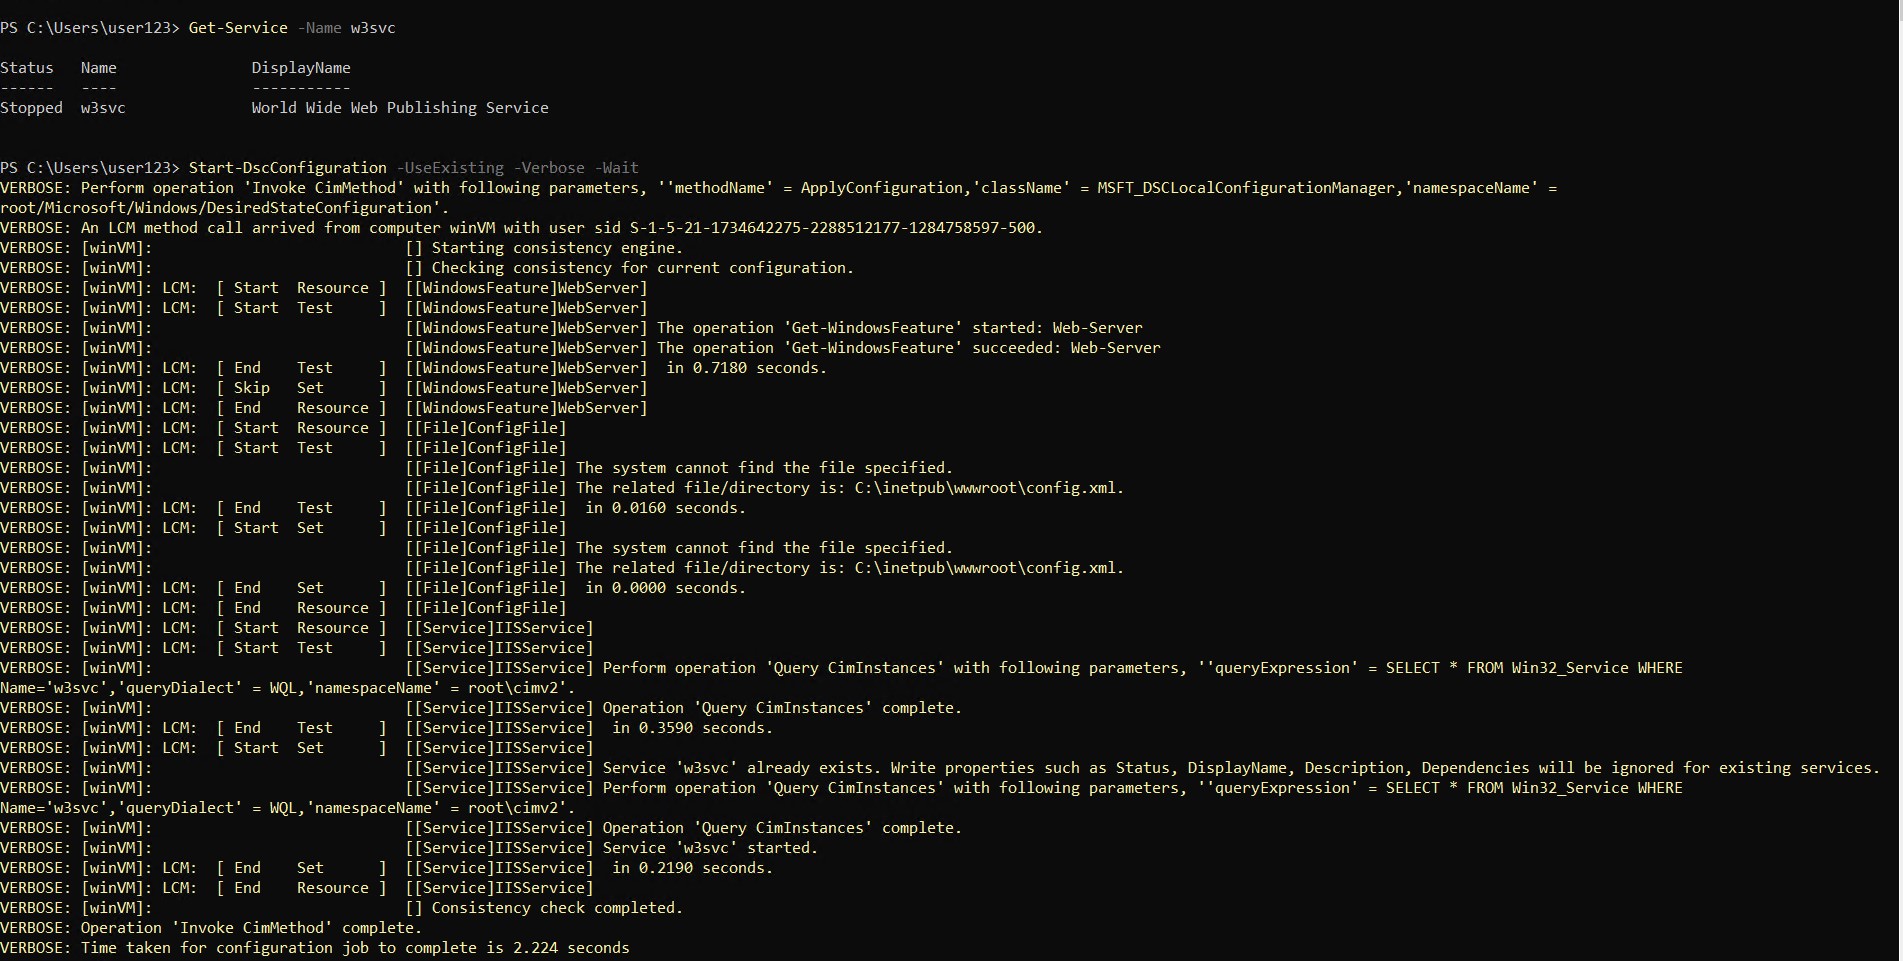 PS C:\Users\user123> Get-Service -Name w3svc
Status   Name               DisplayName
------   ----               -----------
Stopped  w3svc              World Wide Web Publishing Service
PS C:\Users\user123> Start-DscConfiguration -UseExisting -Verbose -Wait
VERBOSE: Perform operation 'Invoke CimMethod' with following parameters, ''methodName' = ApplyConfiguration,'className' = MSFT_DSCLocalConfigurationManager,'namespaceName' =
root/Microsoft/Windows/DesiredStateConfiguration'.
VERBOSE: An LCM method call arrived from computer winVM with user sid S-1-5-21-1734642275-2288512177-1284758597-500.
VERBOSE: [winVM]:                            [] Starting consistency engine.
VERBOSE: [winVM]:                            [] Checking consistency for current configuration.
VERBOSE: [winVM]: LCM:  [ Start  Resource ]  [[WindowsFeature]WebServer]
VERBOSE: [winVM]: LCM:  [ Start  Test     ]  [[WindowsFeature]WebServer]
VERBOSE: [winVM]:                            [[WindowsFeature]WebServer] The operation 'Get-WindowsFeature' started: Web-Server
VERBOSE: [winVM]:                            [[WindowsFeature]WebServer] The operation 'Get-WindowsFeature' succeeded: Web-Server
VERBOSE: [winVM]: LCM:  [ End    Test     ]  [[WindowsFeature]WebServer]  in 0.7180 seconds.
VERBOSE: [winVM]: LCM:  [ Skip   Set      ]  [[WindowsFeature]WebServer]
VERBOSE: [winVM]: LCM:  [ End    Resource ]  [[WindowsFeature]WebServer]
VERBOSE: [winVM]: LCM:  [ Start  Resource ]  [[File]ConfigFile]
VERBOSE: [winVM]: LCM:  [ Start  Test     ]  [[File]ConfigFile]
VERBOSE: [winVM]:                            [[File]ConfigFile] The system cannot find the file specified.
VERBOSE: [winVM]:                            [[File]ConfigFile] The related file/directory is: C:\inetpub\wwwroot\config.xml.
VERBOSE: [winVM]: LCM:  [ End    Test     ]  [[File]ConfigFile]  in 0.0160 seconds.
VERBOSE: [winVM]: LCM:  [ Start  Set      ]  [[File]ConfigFile]
VERBOSE: [winVM]:                            [[File]ConfigFile] The system cannot find the file specified.
VERBOSE: [winVM]:                            [[File]ConfigFile] The related file/directory is: C:\inetpub\wwwroot\config.xml.
VERBOSE: [winVM]: LCM:  [ End    Set      ]  [[File]ConfigFile]  in 0.0000 seconds.
VERBOSE: [winVM]: LCM:  [ End    Resource ]  [[File]ConfigFile]
VERBOSE: [winVM]: LCM:  [ Start  Resource ]  [[Service]IISService]
VERBOSE: [winVM]: LCM:  [ Start  Test     ]  [[Service]IISService]
VERBOSE: [winVM]:                            [[Service]IISService] Perform operation 'Query CimInstances' with following parameters, ''queryExpression' = SELECT * FROM Win32_Service WHERE
Name='w3svc','queryDialect' = WQL,'namespaceName' = root\cimv2'.
VERBOSE: [winVM]:                            [[Service]IISService] Operation 'Query CimInstances' complete.
VERBOSE: [winVM]: LCM:  [ End    Test     ]  [[Service]IISService]  in 0.3590 seconds.
VERBOSE: [winVM]: LCM:  [ Start  Set      ]  [[Service]IISService]
VERBOSE: [winVM]:                            [[Service]IISService] Service 'w3svc' already exists. Write properties such as Status, DisplayName, Description, Dependencies will be ignored for existing services.
VERBOSE: [winVM]:                            [[Service]IISService] Perform operation 'Query CimInstances' with following parameters, ''queryExpression' = SELECT * FROM Win32_Service WHERE
Name='w3svc','queryDialect' = WQL,'namespaceName' = root\cimv2'.
VERBOSE: [winVM]:                            [[Service]IISService] Operation 'Query CimInstances' complete.
VERBOSE: [winVM]:                            [[Service]IISService] Service 'w3svc' started.
VERBOSE: [winVM]: LCM:  [ End    Set      ]  [[Service]IISService]  in 0.2190 seconds.
VERBOSE: [winVM]: LCM:  [ End    Resource ]  [[Service]IISService]
VERBOSE: [winVM]:                            [] Consistency check completed.
VERBOSE: Operation 'Invoke CimMethod' complete.
VERBOSE: Time taken for configuration job to complete is 2.224 seconds